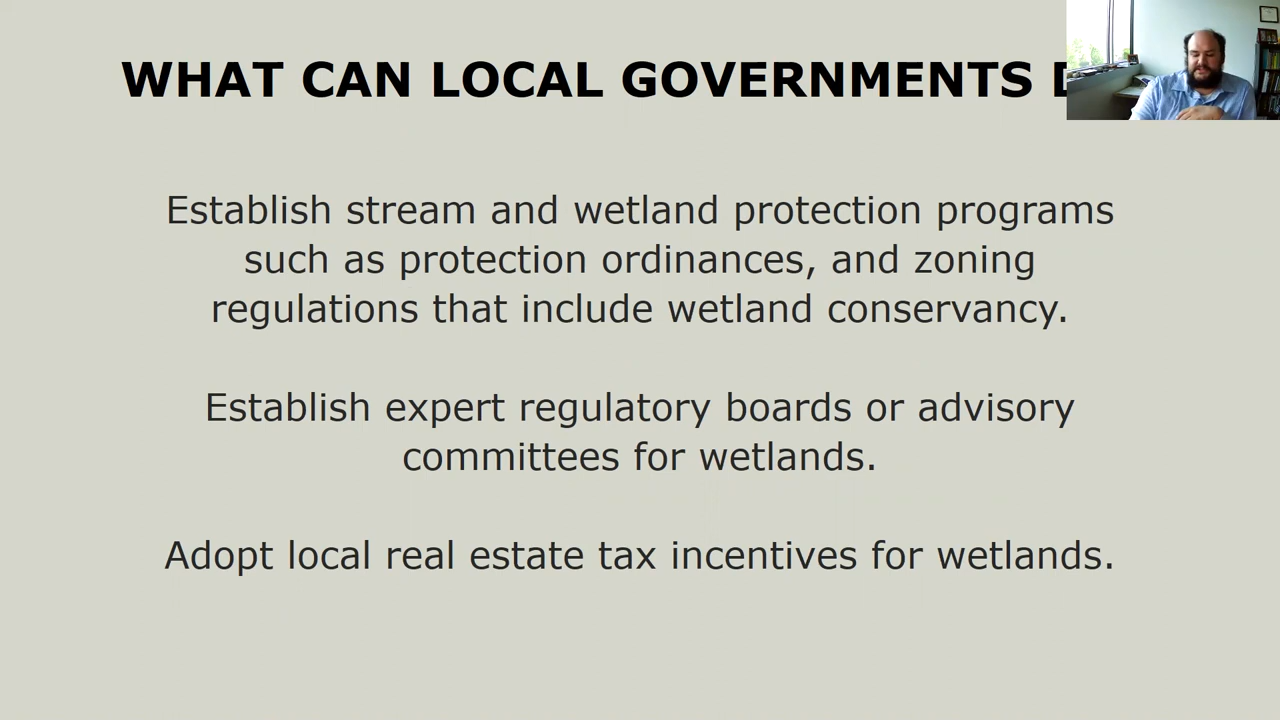 WHAT CAN LOCAL GOVERNMENTS
Establish stream and wetland protection programs
such as protection ordinances, and zoning
regulations that include wetland conservancy.
Establish expert regulatory boards or advisory
committees for wetlands.
Adopt local real estate tax incentives for wetlands.